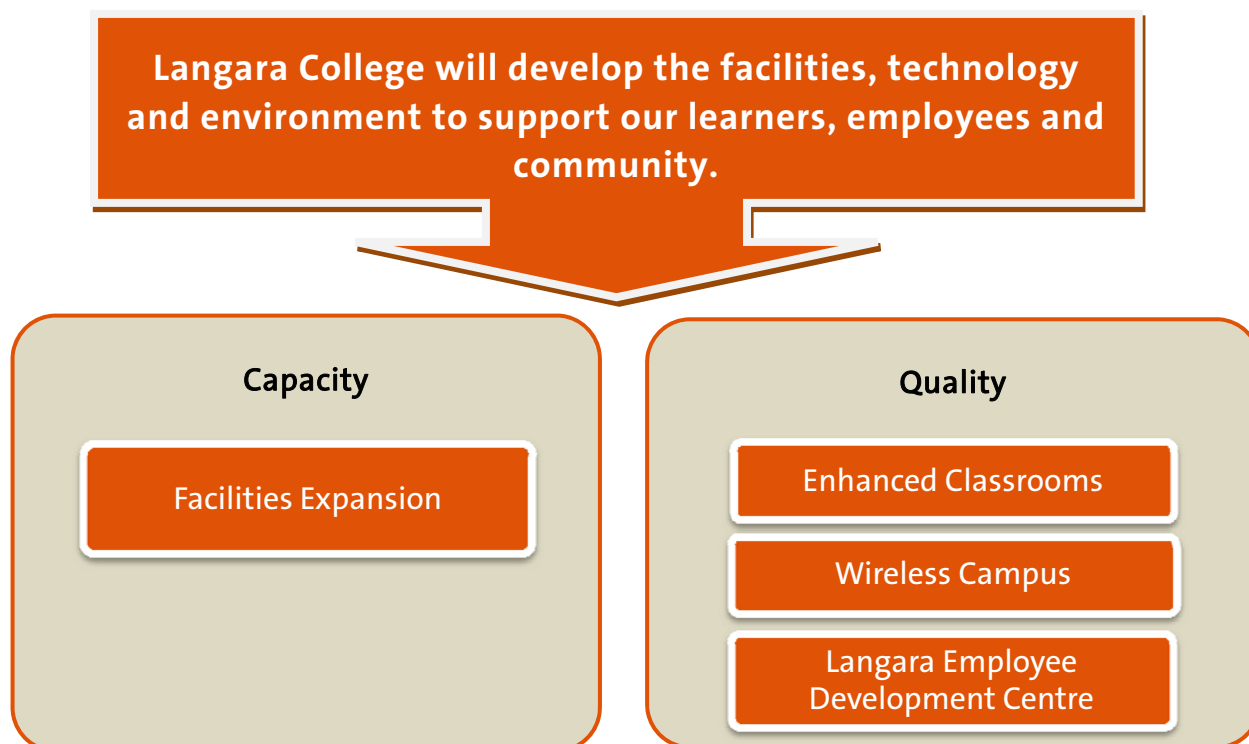 Langara College will develop the facilities, technology
and environment to support our learners, employees and
community.
Capacity
Facilities Expansion
Quality
Enhanced Classrooms
Wireless Campus
Langara Employee
Development Centre